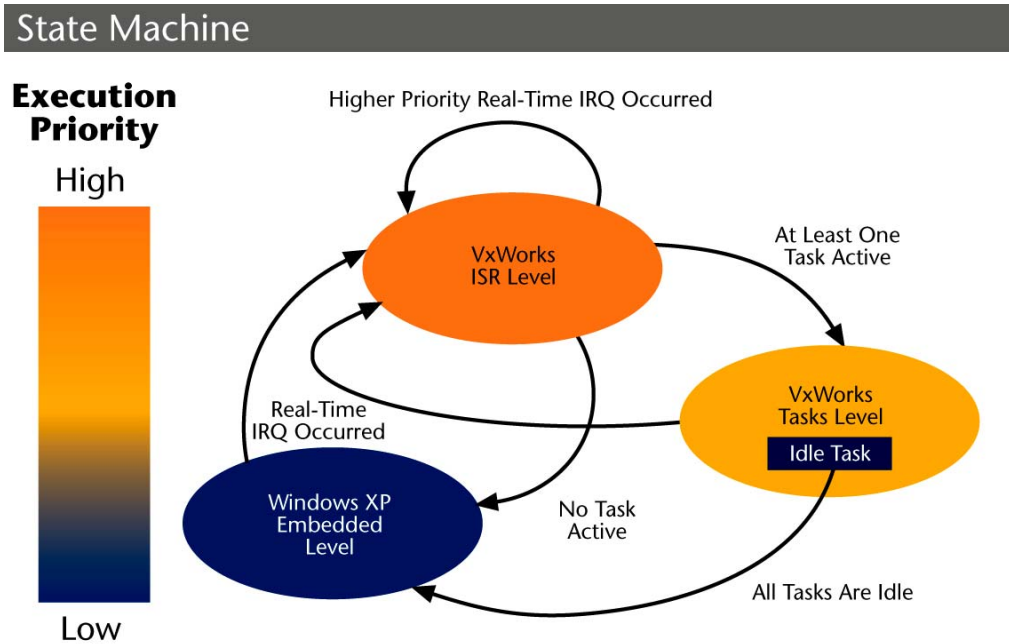 State Machine
Execution
Priority
High
Low
Higher Priority Real-Time IRQ Occurred
VxWorks
ISR Level
At Least One
Task Active
VxWorks
Tasks Level
Idle Task
Real-Time
IRQ Occurred
Windows XP
Embedded
Level
No Task
Active
All Tasks Are Idle